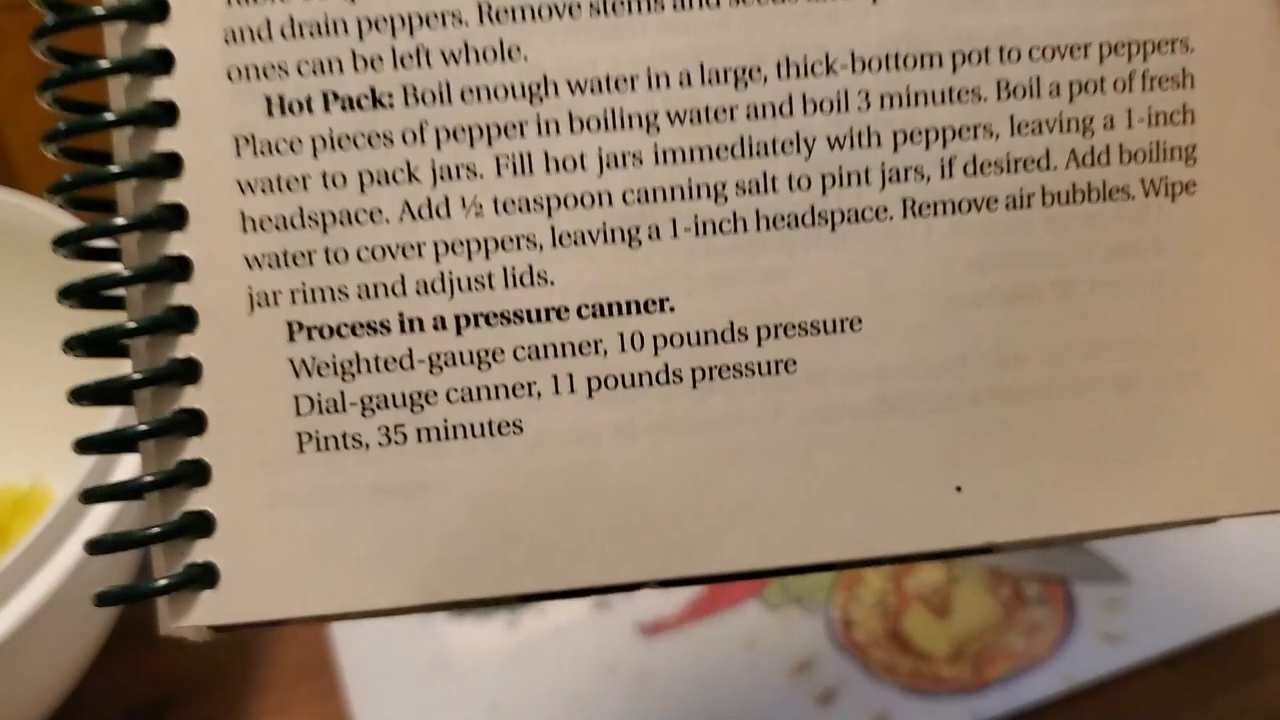 and drain peppers. Remove stems and
ones can be left whole.
Hot Pack: Boil enough water in a large, thick-bottom pot to cover peppers.
Place pieces of pepper in boiling water and boil 3 minutes. Boil a pot of fresh
water to pack jars. Fill hot jars immediately with peppers, leaving a 1-inch
headspace. Add ½ teaspoon canning salt to pint jars, if desired. Add boiling
water to cover peppers, leaving a 1-inch headspace. Remove air bubbles. Wipe
jar rims and adjust lids.
Process in a pressure canner.
Weighted-gauge canner, 10 pounds pressure
Dial-gauge canner, 11 pounds pressure
Pints, 35 minutes